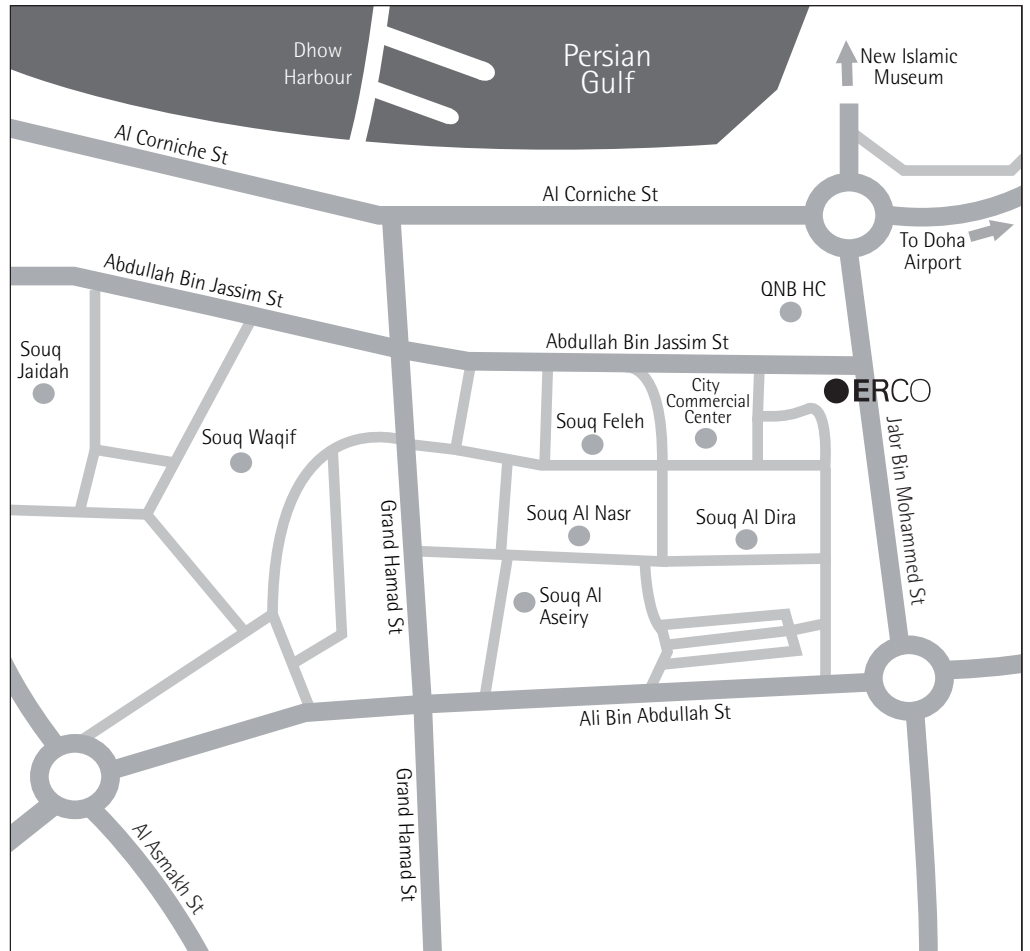 Dhow
Harbour
Persian
Gulf
New Islamic
Museum
Al Corniche St
Al Corniche St
To Doha
Airport
Abdullah Bin Jassim St
QNB HC
Abdullah Bin Jassim St
Souq
Jaidah
City
Commercial
Center
ERCO
Souq Feleh
Souq Waqif
Jabr Bin Mohammed St
Grand Hamad St
Souq Al Nasr
Souq Al Dira
Souq Al
Aseiry
Ali Bin Abdullah St
Grand Hamad St
Al Asmakh St